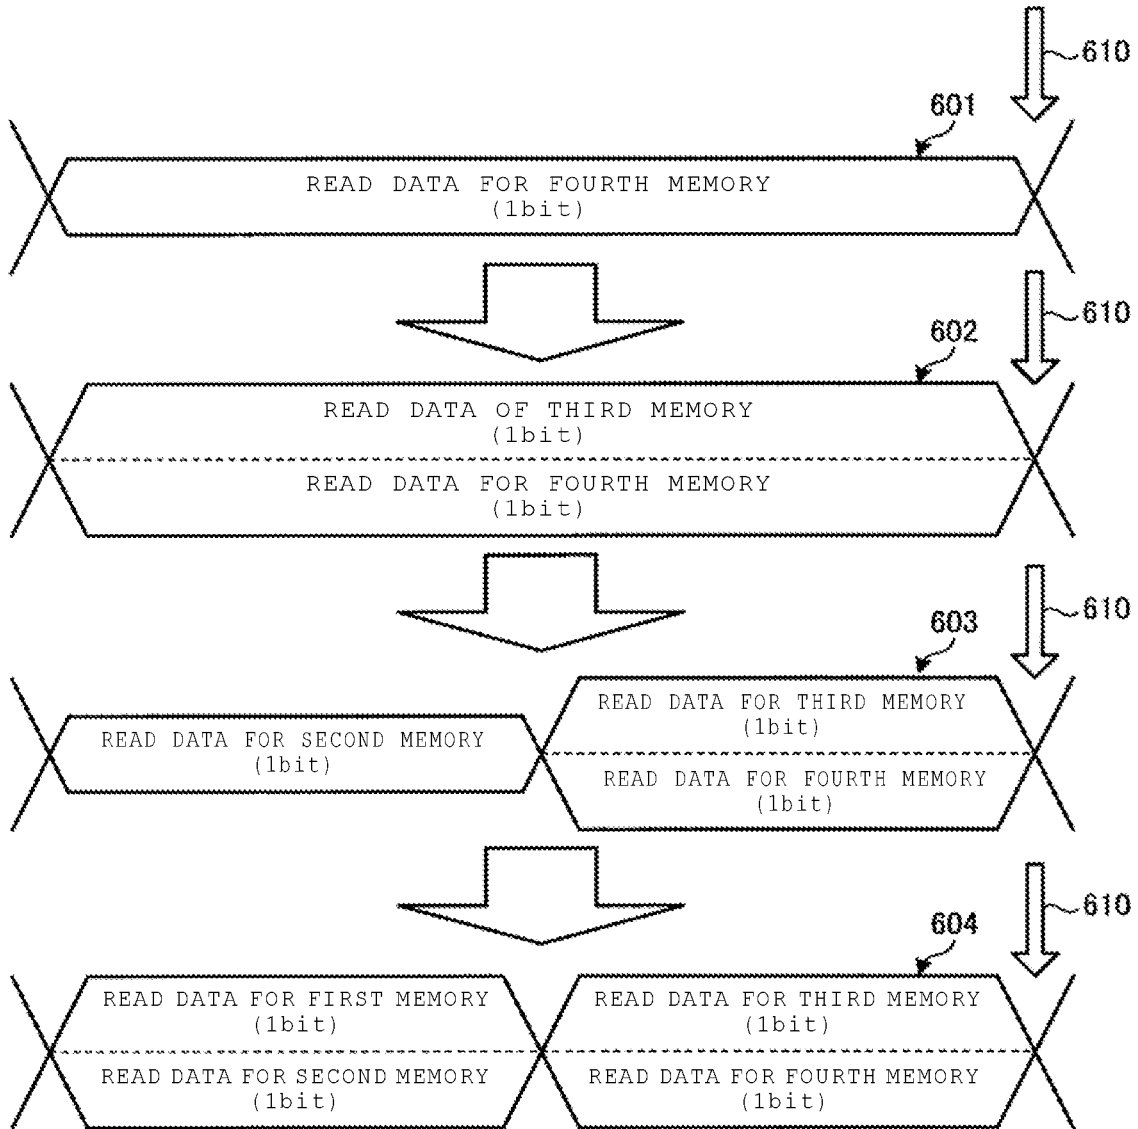 610
601
READ DATA FOR FOURTH MEMORY
(1bit)
610
602
READ DATA OF THIRD MEMORY
(1bit)
READ DATA FOR FOURTH MEMORY
(1bit)
610
603
READ DATA FOR SECOND MEMORY
(1bit)
READ DATA FOR THIRD MEMORY
(1bit)
READ DATA FOR FOURTH MEMORY
(1bit)
610
604
READ DATA FOR FIRST MEMORY
(1bit)
READ DATA FOR SECOND MEMORY
(1bit)
READ DATA FOR THIRD MEMORY
(1bit)
READ DATA FOR FOURTH MEMORY
(1bit)